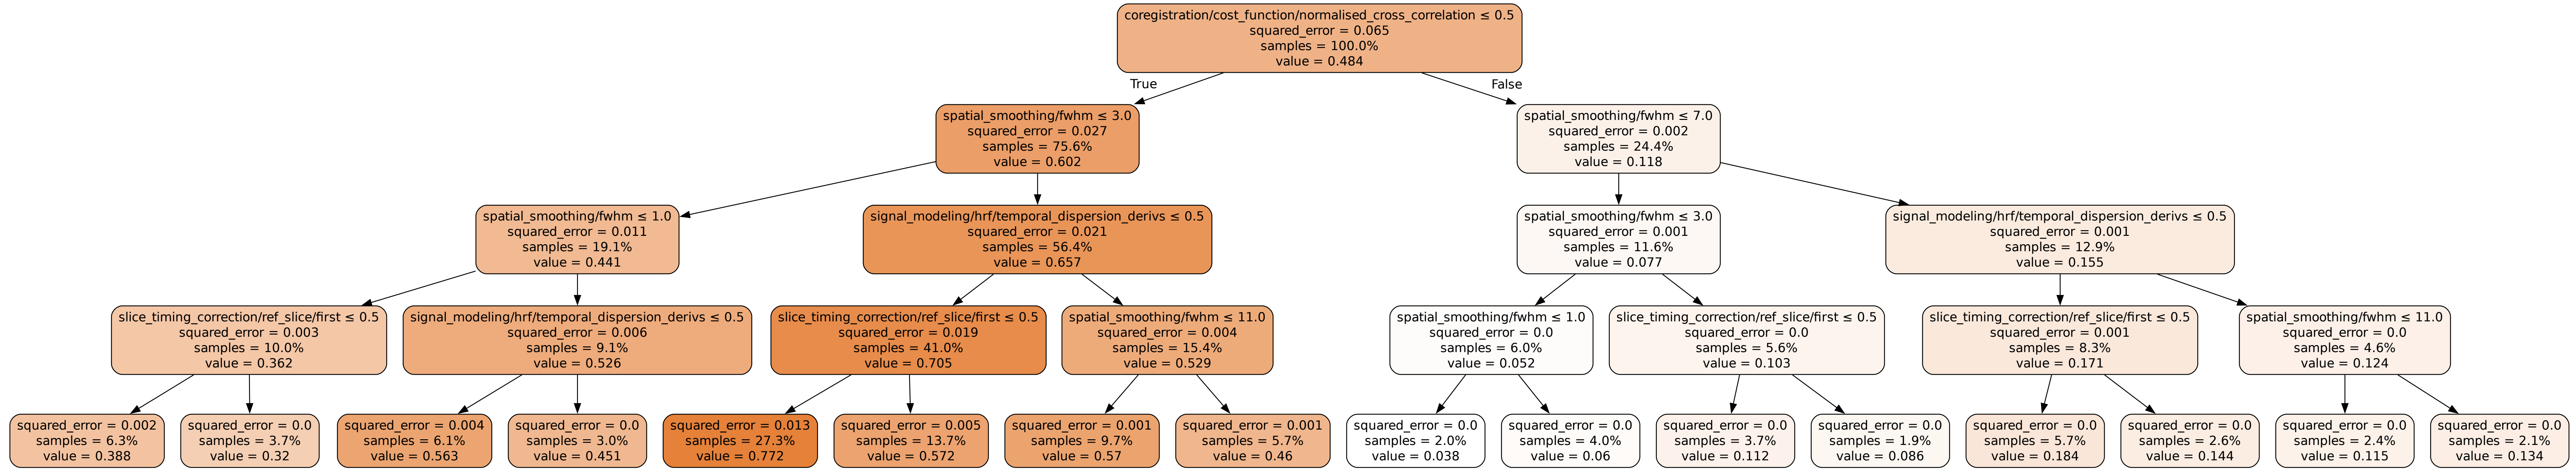 coregistration/cost_function/normalised_cross_correlation ≤ 0.5
squared_error = 0.065
samples = 100.0%
value = 0.484
True
False
spatial_smoothing/fwhm ≤ 3.0
squared_error = 0.027
samples = 75.6%
value = 0.602
spatial_smoothing/fwhm ≤ 7.0
squared_error = 0.002
samples = 24.4%
value = 0.118
spatial_smoothing/fwhm ≤ 1.0
squared_error = 0.011
samples = 19.1%
value = 0.441
signal_modeling/hrf/temporal_dispersion_derivs ≤ 0.5
squared_error = 0.021
samples = 56.4%
value = 0.657
spatial_smoothing/fwhm ≤ 3.0
squared_error = 0.001
samples = 11.6%
value = 0.077
signal_modeling/hrf/temporal_dispersion_derivs ≤ 0.5
squared_error = 0.001
samples = 12.9%
value = 0.155
slice_timing_correction/ref_slice/first ≤ 0.5
squared_error = 0.003
samples = 10.0%
value = 0.362
signal_modeling/hrf/temporal_dispersion_derivs ≤ 0.5
squared_error = 0.006
samples = 9.1%
value = 0.526
slice_timing_correction/ref_slice/first ≤ 0.5
squared_error = 0.019
samples = 41.0%
value = 0.705
spatial_smoothing/fwhm ≤ 11.0
squared_error = 0.004
samples = 15.4%
value = 0.529
spatial_smoothing/fwhm ≤ 1.0
squared_error = 0.0
samples = 6.0%
value = 0.052
slice_timing_correction/ref_slice/first ≤ 0.5
squared_error = 0.0
samples = 5.6%
value = 0.103
slice_timing_correction/ref_slice/first ≤ 0.5
squared_error = 0.001
samples = 8.3%
value = 0.171
spatial_smoothing/fwhm ≤ 11.0
squared_error = 0.0
samples = 4.6%
value = 0.124
squared_error = 0.002
samples = 6.3%
value = 0.388
squared_error = 0.0
samples = 3.7%
value = 0.32
squared_error = 0.004
samples = 6.1%
value = 0.563
squared_error = 0.0
samples = 3.0%
value = 0.451
squared_error = 0.013
samples = 27.3%
value = 0.772
squared_error = 0.005
samples = 13.7%
value = 0.572
squared_error = 0.001
samples = 9.7%
value = 0.57
squared_error = 0.001
samples = 5.7%
value = 0.46
squared_error = 0.0
samples = 2.0%
value = 0.038
squared_error = 0.0
samples = 4.0%
value = 0.06
squared_error = 0.0
samples = 3.7%
value = 0.112
squared_error = 0.0
samples = 1.9%
value = 0.086
squared_error = 0.0
samples = 5.7%
value = 0.184
squared_error = 0.0
samples = 2.6%
value = 0.144
squared_error = 0.0
samples = 2.4%
value = 0.115
squared_error = 0.0
samples = 2.1%
value = 0.134